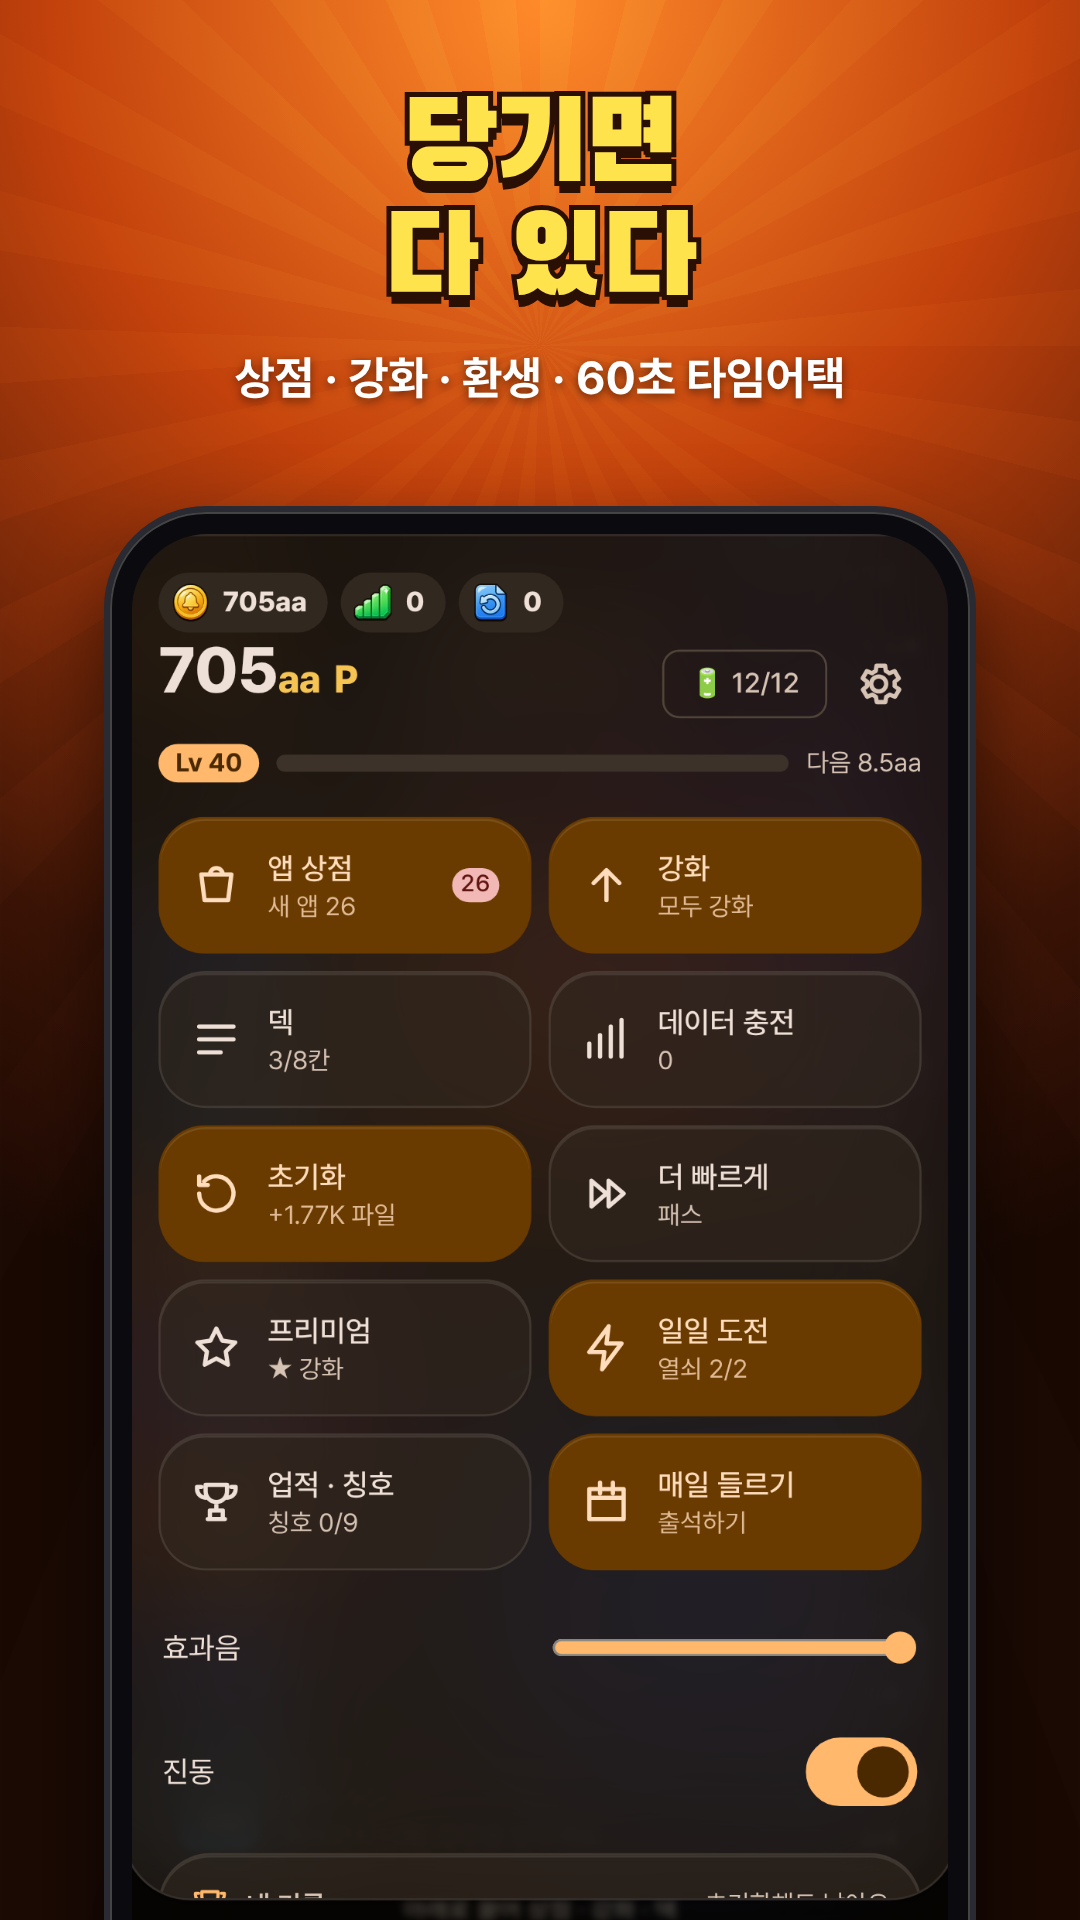 당기면
다 있다
상점 · 강화 · 환생 · 60초 타임어택
705aa 0 0
705aa P
12/12
Lv 40 다음 8.5aa
앱 상점
새 앱 26
26
강화
모두 강화
덱
3/8칸
데이터 충전
0
초기화
+1.77K 파일
더 빠르게
패스
프리미엄
★ 강화
일일 도전
열쇠 2/2
업적 · 칭호
칭호 0/9
매일 들르기
출석하기
효과음
진동